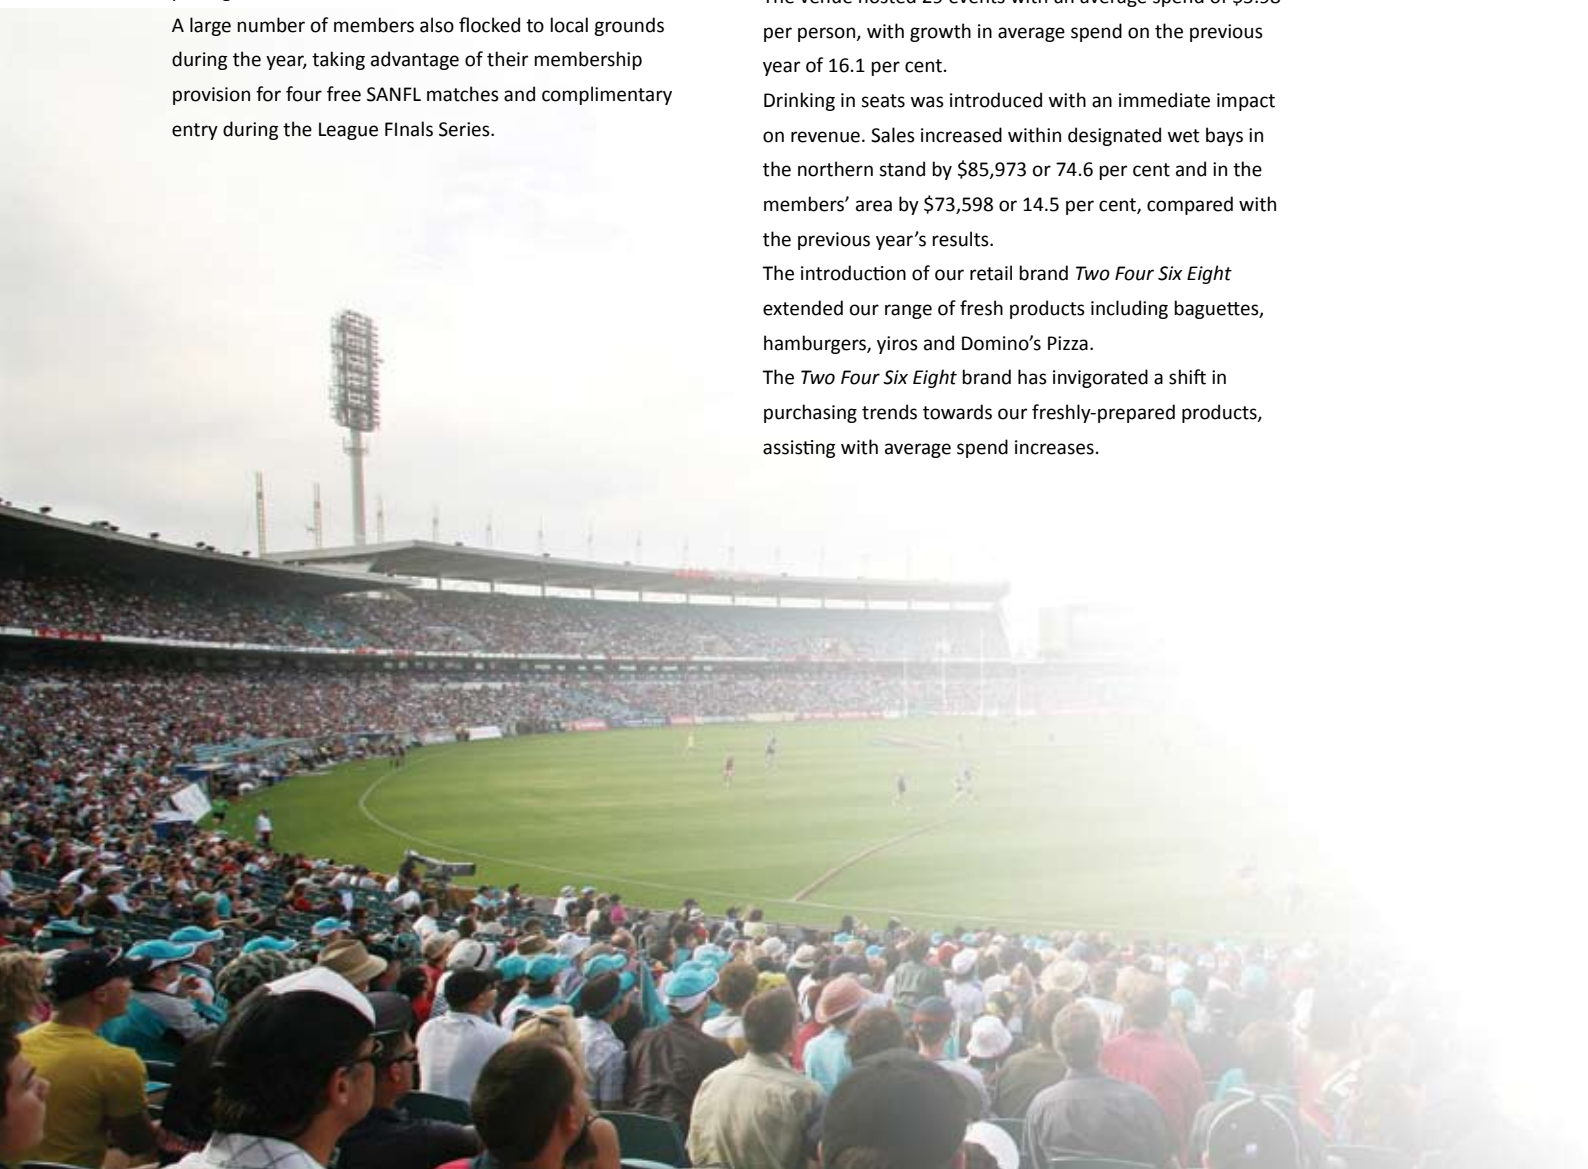 A large number of members also flocked to local grounds
during the year, taking advantage of their membership
provision for four free SANFL matches and complimentary
entry during the League FInals Series.
per person, with growth in average spend on the previous
year of 16.1 per cent.
Drinking in seats was introduced with an immediate impact
on revenue. Sales increased within designated wet bays in
the northern stand by $85,973 or 74.6 per cent and in the
members’ area by $73,598 or 14.5 per cent, compared with
the previous year’s results.
The introduction of our retail brand Two Four Six Eight
extended our range of fresh products including baguettes,
hamburgers, yiros and Domino’s Pizza.
The Two Four Six Eight brand has invigorated a shift in
purchasing trends towards our freshly-prepared products,
assisting with average spend increases.